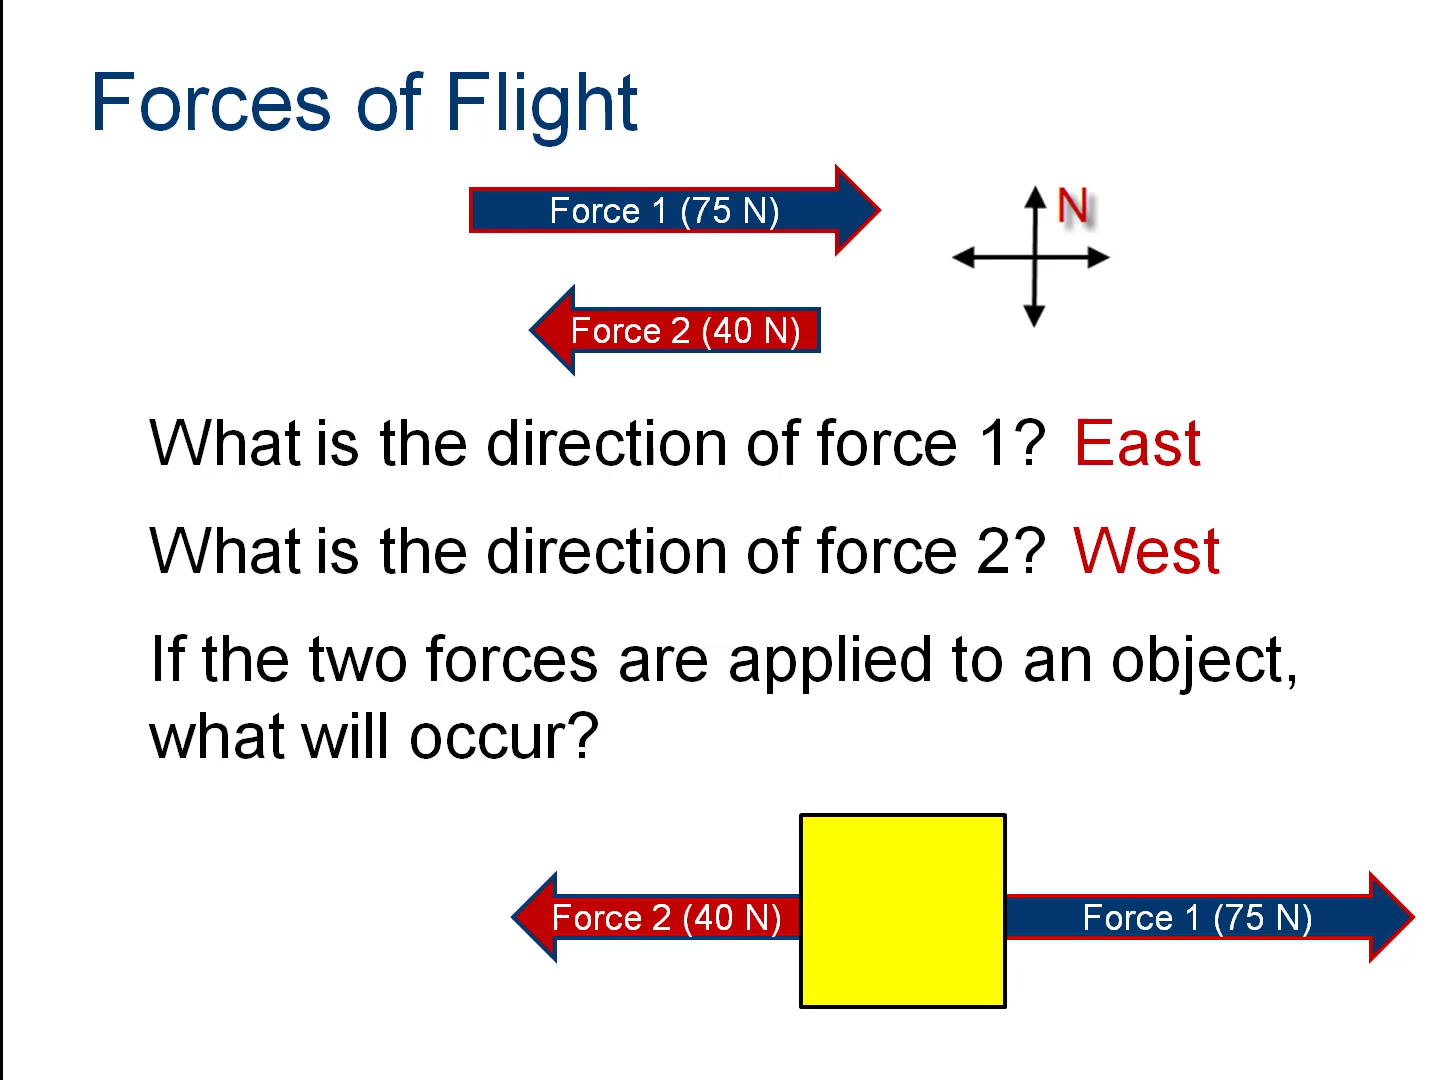 Forces of Flight
Force 1 (75 N)
N
Force 2 (40 N)
What is the direction of force 1? East
What is the direction of force 2? West
If the two forces are applied to an object,
what will occur?
Force 2 (40 N)
Force 1 (75 N)